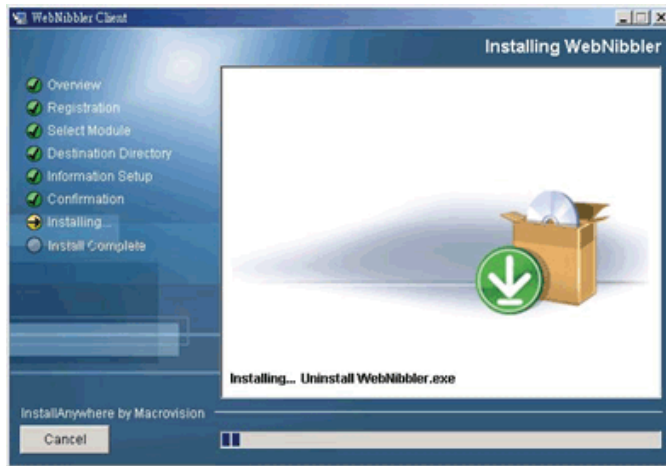 WebNibbler Client
Installing WebNibbler
Overview
Registration
Select Module
Destination Directory
Information Setup
Confirmation
Installing...
Install Complete
Installing... Uninstall WebNibbler.exe
InstallAnywhere by Macrovision
Cancel